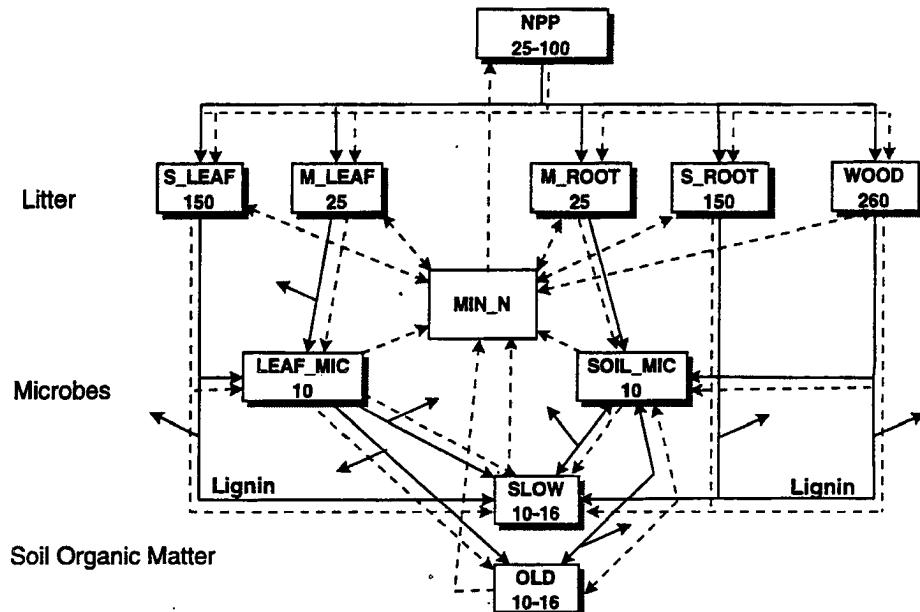 NPP
25-100
Litter
S_LEAF
150
M_LEAF
25
M_ROOT
25
S_ROOT
150
WOOD
260
MIN_N
Microbes
LEAF_MIC
10
SOIL_MIC
10
Lignin
SLOW
10-16
Lignin
Soil Organic Matter
OLD
10-16